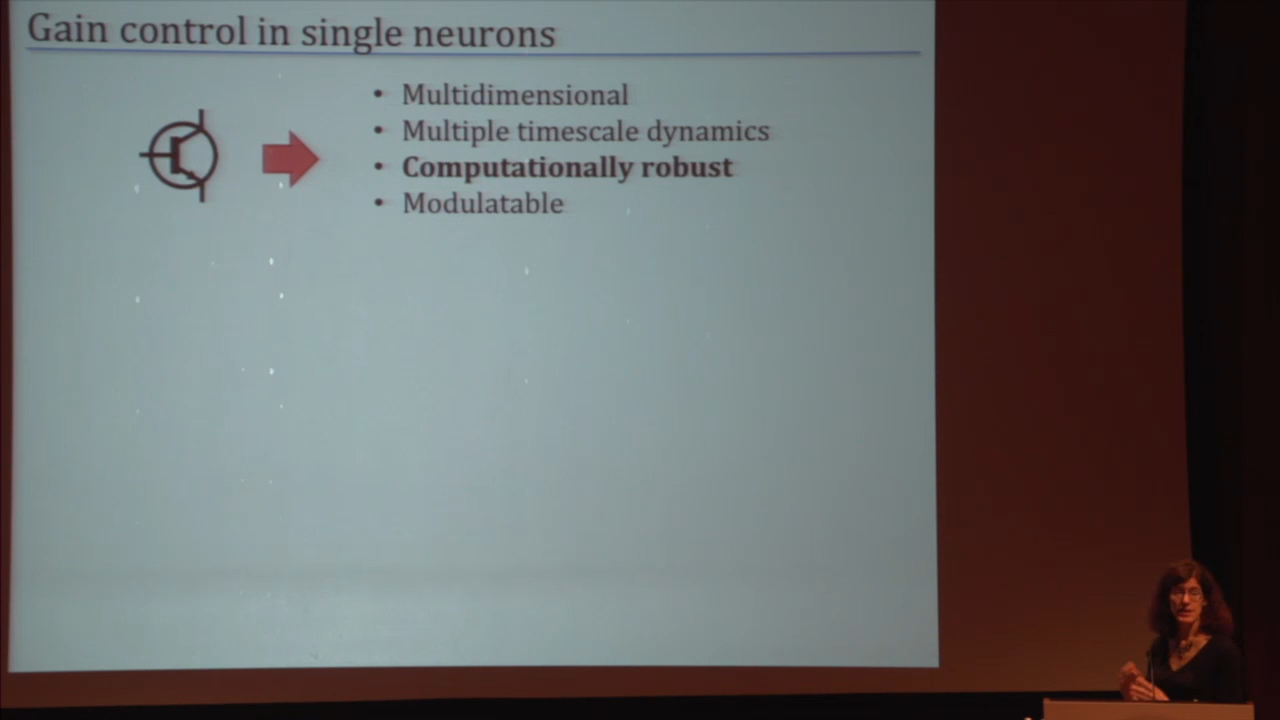 Gain control in single neurons
• Multidimensional
• Multiple timescale dynamics
• Computationally robust
• Modulatable